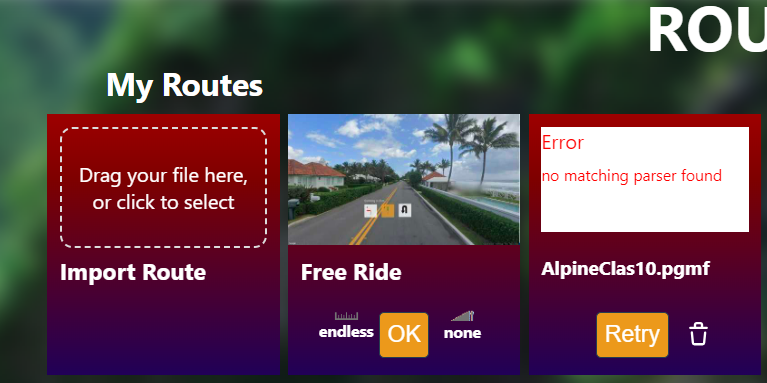 ROU
My Routes
Drag your file here,
or click to select
Import Route
Free Ride
endless
OK
none
Error
no matching parser found
AlpineClas10.pgmf
Retry